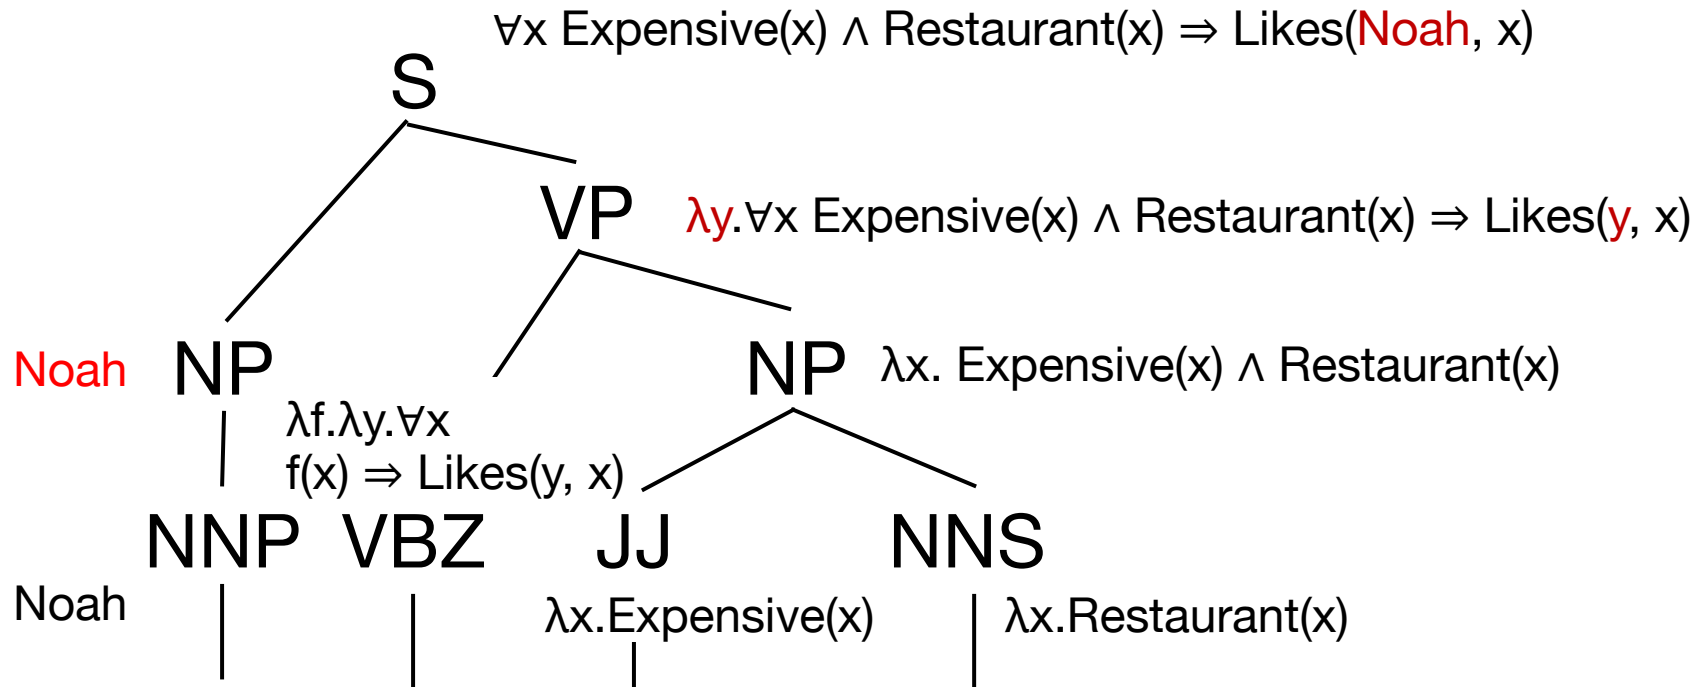 ∀x Expensive(x) ∧ Restaurant(x) ⇒ Likes(Noah, x)
S
VP λy.∀x Expensive(x) ∧ Restaurant(x) ⇒ Likes(y, x)
Noah NP NP λx. Expensive(x) ∧ Restaurant(x)
λf.λy.∀x
f(x) ⇒ Likes(y, x)
NNP VBZ JJ NNS
Noah λx.Expensive(x) λx.Restaurant(x)